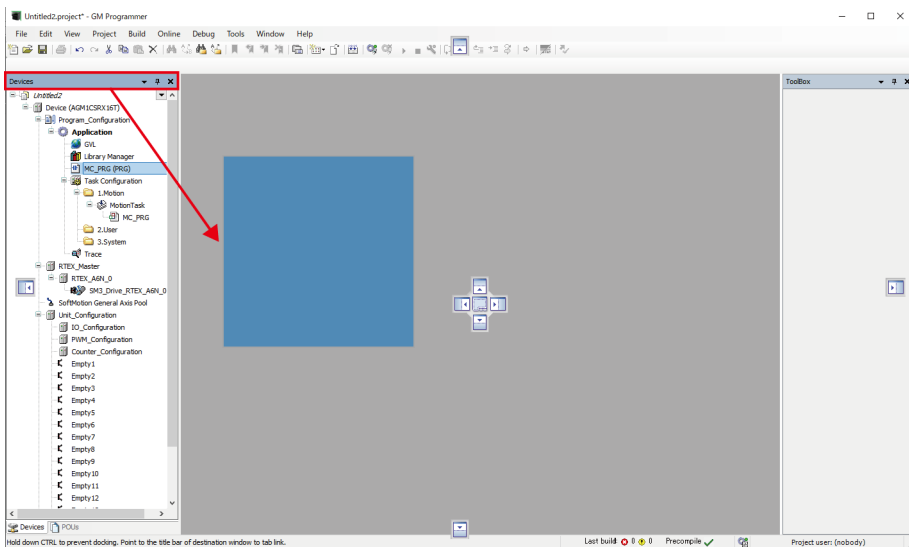 Untitled2.project* - GM Programmer
File Edit View Project Build Online Debug Tools Window Help
Devices
ToolBox
Untitled2
Device (AGM1CSRX16T)
Program_Configuration
Application
GVL
Library Manager
MC_PRG (PRG)
Task Configuration
1.Motion
MotionTask
MC_PRG
2.User
3.System
Trace
RTEX_Master
RTEX_A6N_0
SM3_Drive_RTEX_A6N_0
SoftMotion General Axis Pool
Unit_Configuration
IO_Configuration
PWM_Configuration
Counter_Configuration
Empty1
Empty2
Empty3
Empty4
Empty5
Empty6
Empty7
Empty8
Empty9
Empty10
Empty11
Empty12
Devices POUs
Hold down CTRL to prevent docking. Point to the title bar of destination window to tab link.
Last build: 0 0 Precompile
Project user: (nobody)